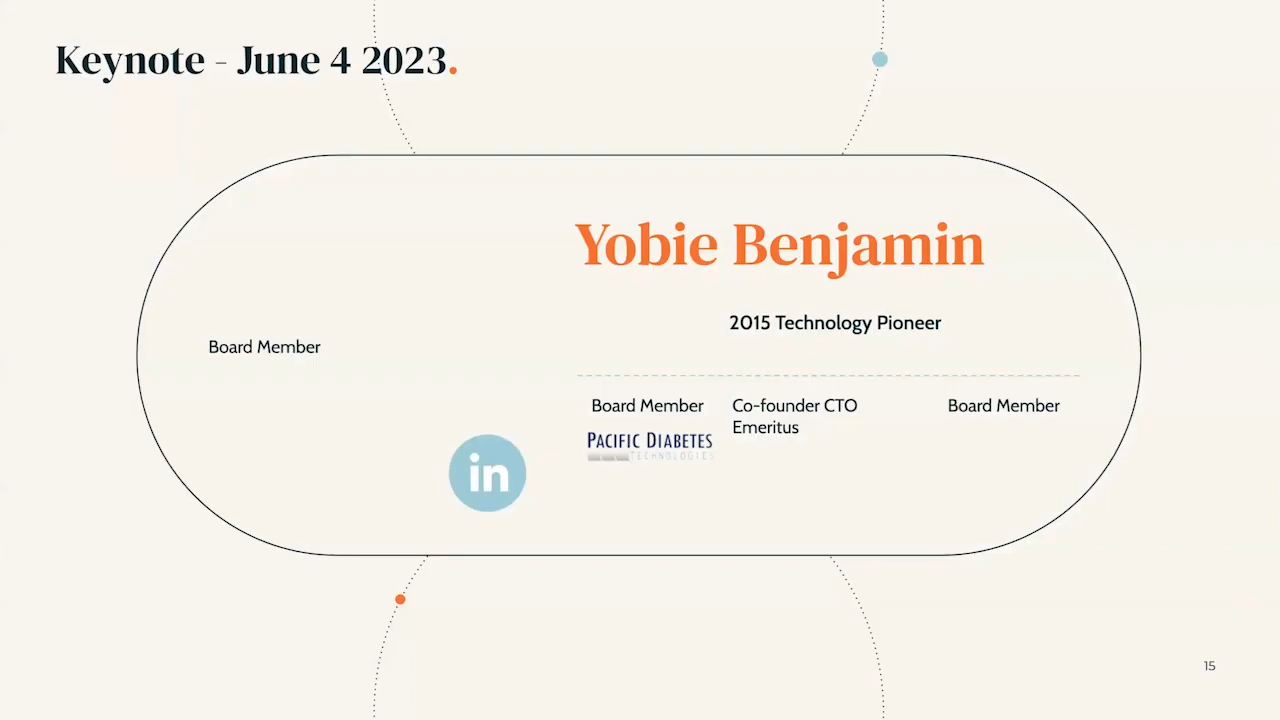 Keynote - June 4 2023.
Yobie Benjamin
2015 Technology Pioneer
Board Member
Board Member
Co-founder CTO
Emeritus
Board Member
PACIFIC DIABETES
TECHNOLOGIES
in
15